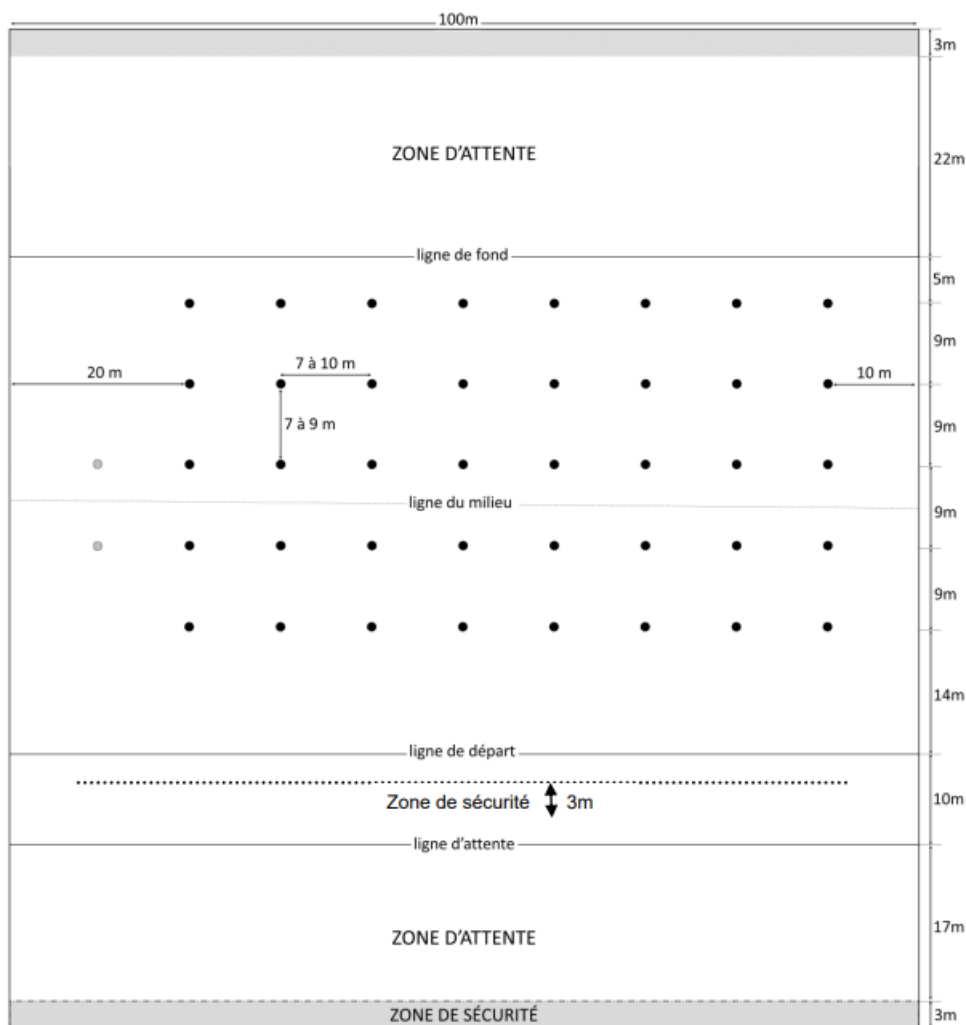 100m
3m
ZONE D'ATTENTE
22m
ligne de fond
5m
9m
7 à 10 m
20 m
10 m
7 à 9 m
9m
ligne du milieu
9m
9m
14m
ligne de départ
Zone de sécurité 3m
10m
ligne d'attente
17m
ZONE D'ATTENTE
ZONE DE SÉCURITÉ
3m